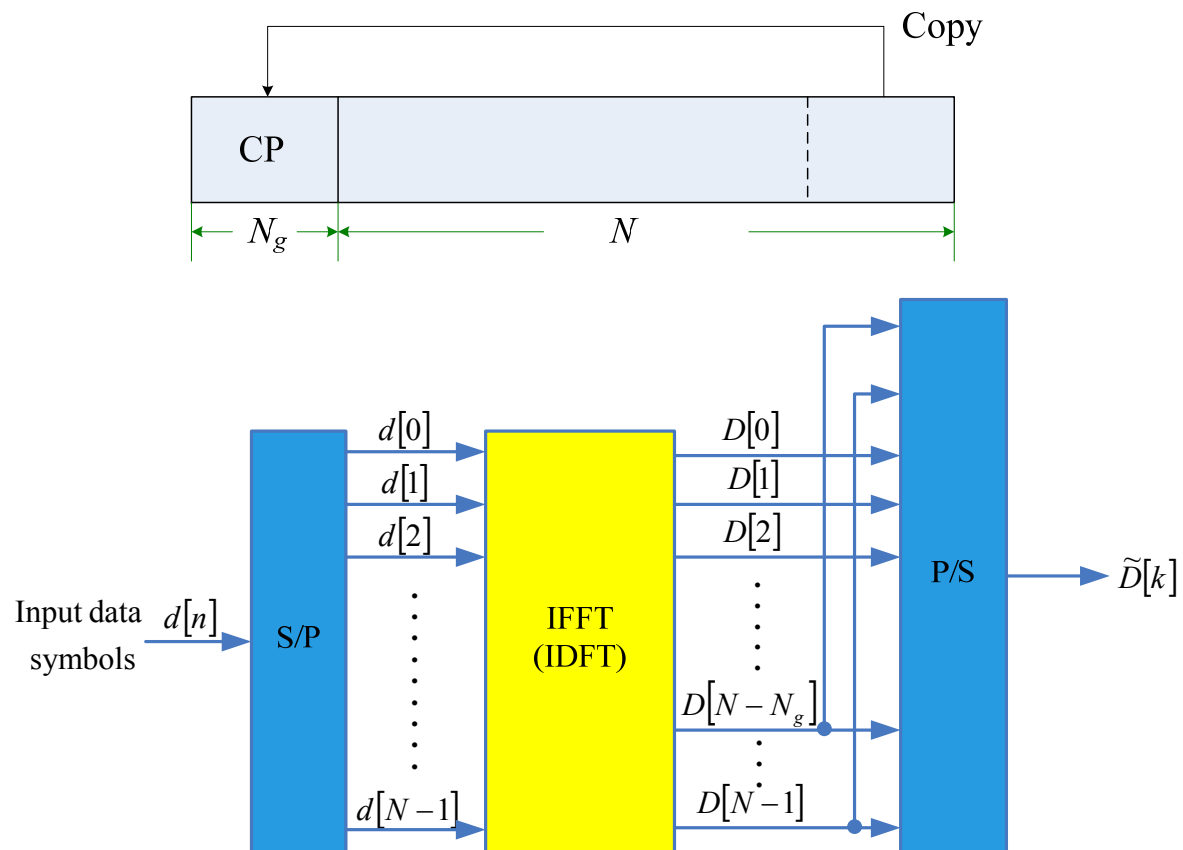 Copy
CP
N_g
N
d[0]
D[0]
d[1]
D[1]
d[2]
D[2]
P/S
D̃[k]
Input data
symbols
d[n]
S/P
IFFT
(IDFT)
D[N − N_g]
d[N − 1]
D[N − 1]